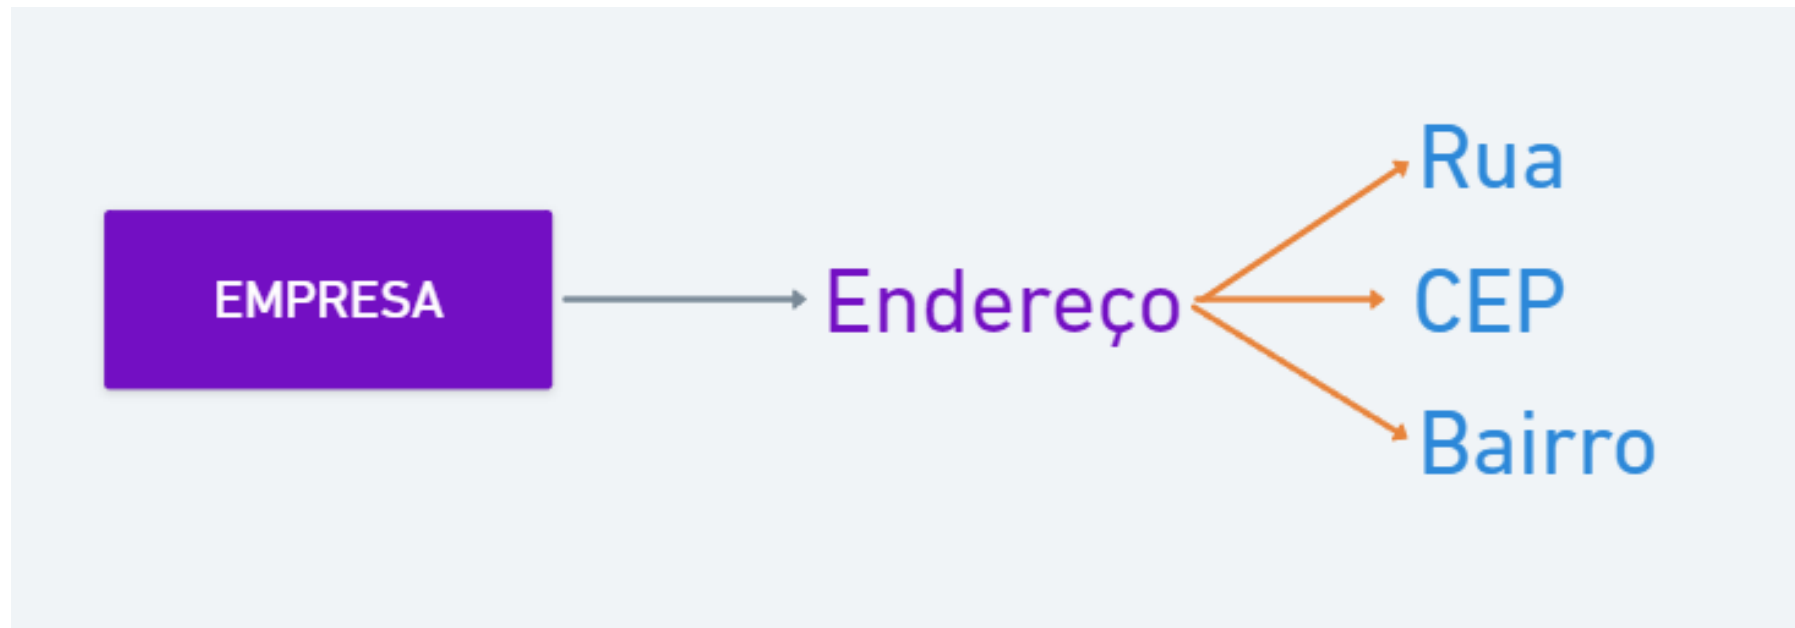 EMPRESA
Endereço
Rua
CEP
Bairro